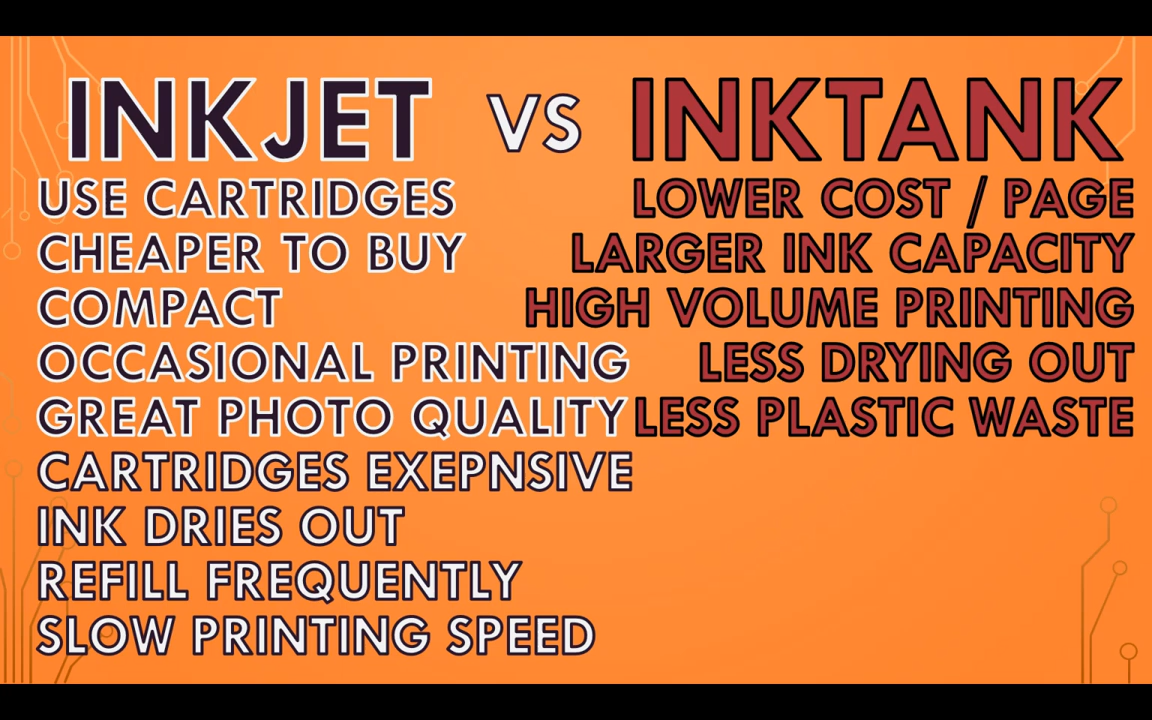 INKJET VS INKTANK
USE CARTRIDGES
CHEAPER TO BUY
COMPACT
OCCASIONAL PRINTING
GREAT PHOTO QUALITY
CARTRIDGES EXEPNSIVE
INK DRIES OUT
REFILL FREQUENTLY
SLOW PRINTING SPEED
LOWER COST / PAGE
LARGER INK CAPACITY
HIGH VOLUME PRINTING
LESS DRYING OUT
LESS PLASTIC WASTE